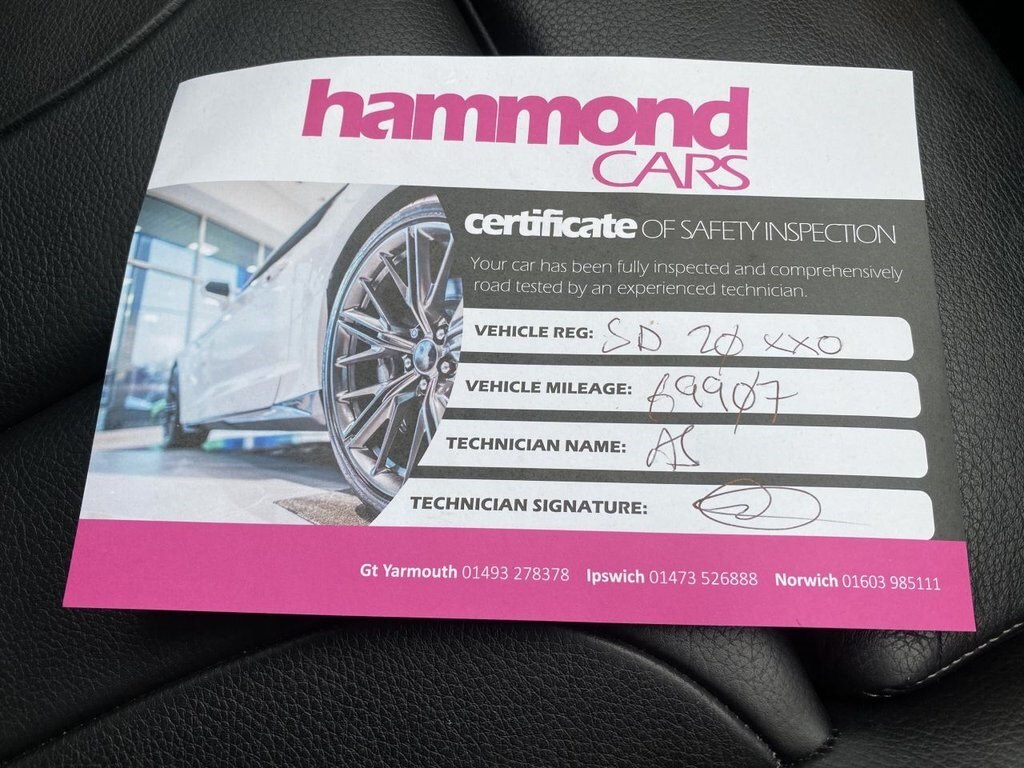 hammond
CARS
certificate OF SAFETY INSPECTION
Your car has been fully inspected and comprehensively
road tested by an experienced technician.
VEHICLE REG: SD 20 XXO
VEHICLE MILEAGE: 69907
TECHNICIAN NAME: AS
TECHNICIAN SIGNATURE:
Gt Yarmouth 01493 278378 Ipswich 01473 526888 Norwich 01603 985111